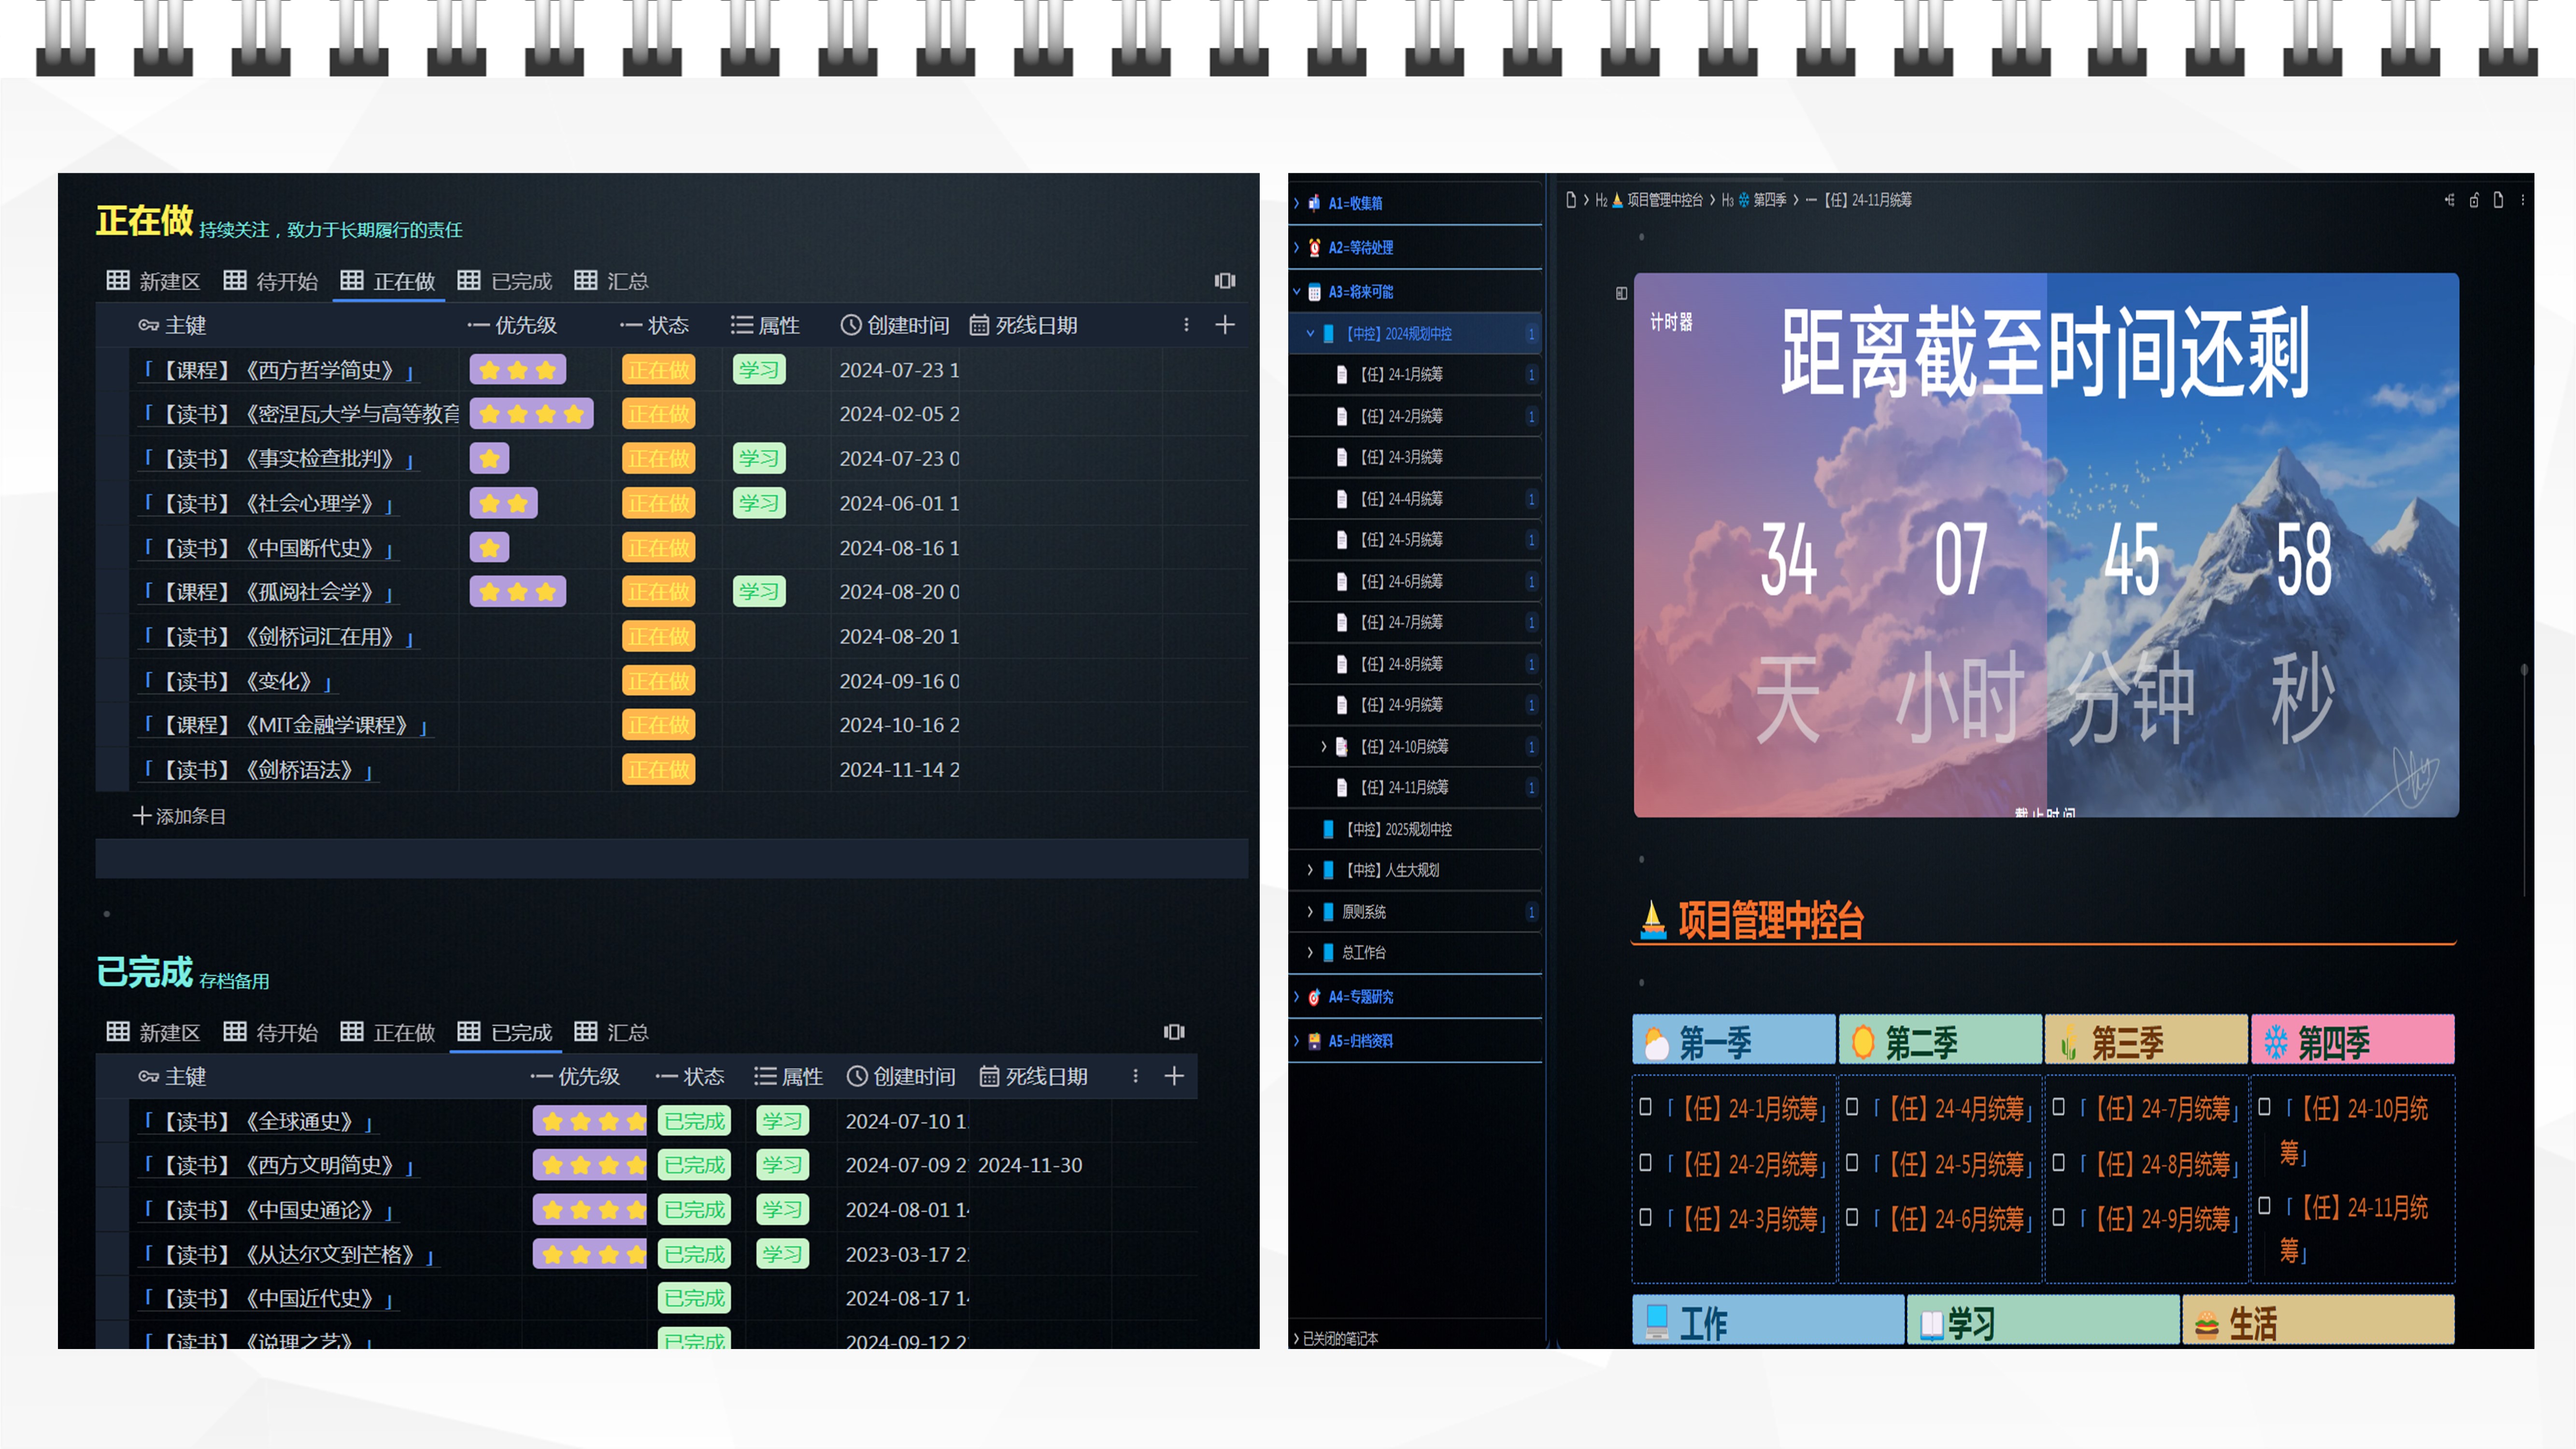 正在做 持续关注，致力于长期履行的责任
新建区 待开始 正在做 已完成 汇总
主键 优先级 状态 属性 创建时间 死线日期
「【课程】《西方哲学简史》」 正在做 学习 2024-07-23 1
「【读书】《密涅瓦大学与高等教育 正在做 2024-02-05 2
「【读书】《事实检查批判》」 正在做 学习 2024-07-23 0
「【读书】《社会心理学》」 正在做 学习 2024-06-01 1
「【读书】《中国断代史》」 正在做 2024-08-16 1
「【课程】《孤阅社会学》」 正在做 学习 2024-08-20 0
「【读书】《剑桥词汇在用》」 正在做 2024-08-20 1
「【读书】《变化》」 正在做 2024-09-16 0
「【课程】《MIT金融学课程》」 正在做 2024-10-16 2
「【读书】《剑桥语法》」 正在做 2024-11-14 2
添加条目
已完成 存档备用
新建区 待开始 正在做 已完成 汇总
主键 优先级 状态 属性 创建时间 死线日期
「【读书】《全球通史》」 已完成 学习 2024-07-10 1
「【读书】《西方文明简史》」 已完成 学习 2024-07-09 2 2024-11-30
「【读书】《中国史通论》」 已完成 学习 2024-08-01 14
「【读书】《从达尔文到芒格》」 已完成 学习 2023-03-17 2
「【读书】《中国近代史》」 已完成 2024-08-17 14
「【读书】《说理之艺》」 已完成 2024-09-12 2
A1=收集箱
A2=等待处理
A3=将来可能
【中控】2024规划中控 1
【任】24-1月统筹 1
【任】24-2月统筹 1
【任】24-3月统筹
【任】24-4月统筹 1
【任】24-5月统筹 1
【任】24-6月统筹 1
【任】24-7月统筹 1
【任】24-8月统筹 1
【任】24-9月统筹 1
【任】24-10月统筹 1
【任】24-11月统筹 1
【中控】2025规划中控
【中控】人生大规划
原则系统 1
总工作台
A4=专题研究
A5=归档资料
已关闭的笔记本
H2 项目管理中控台 H3 第四季 【任】24-11月统筹
计时器
距离截至时间还剩
34 07 45 58
天 小时 分钟 秒
截止时间
项目管理中控台
第一季 第二季 第三季 第四季
「【任】24-1月统筹」 「【任】24-4月统筹」 「【任】24-7月统筹」 「【任】24-10月统
筹」
「【任】24-2月统筹」 「【任】24-5月统筹」 「【任】24-8月统筹」
「【任】24-3月统筹」 「【任】24-6月统筹」 「【任】24-9月统筹」 「【任】24-11月统
筹」
工作 学习 生活